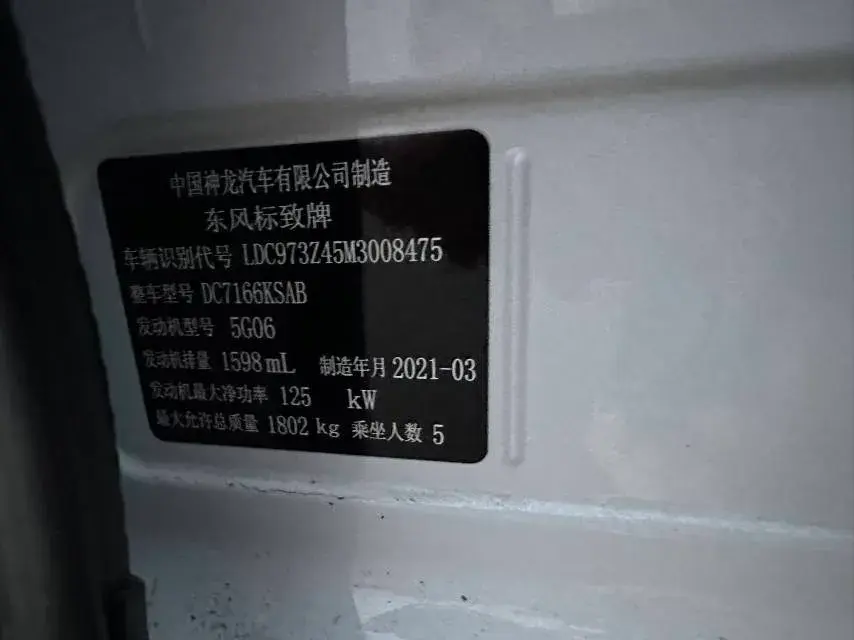 中国神龙汽车有限公司制造
东风标致牌
车辆识别代号 LDC973Z45M3008475
整车型号 DC7166KSAB
发动机型号 5G06
发动机排量 1598mL 制造年月 2021-03
发动机最大净功率 125 kW
最大允许总质量 1802 kg 乘坐人数 5